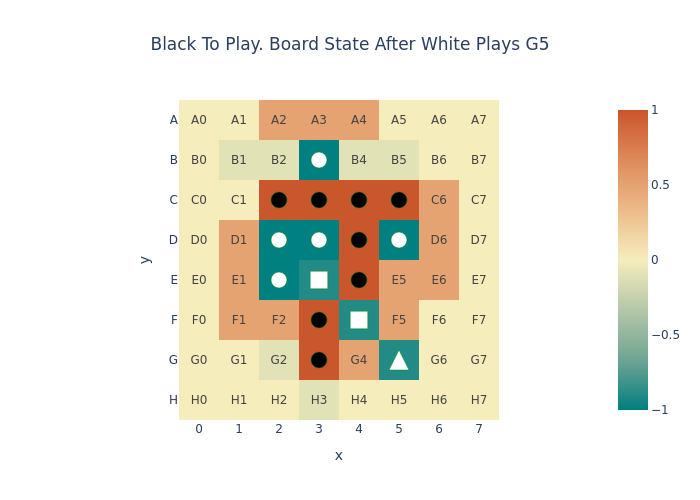 Black To Play. Board State After White Plays G5
A A0 A1 A2 A3 A4 A5 A6 A7
B B0 B1 B2 B4 B5 B6 B7
C C0 C1 C6 C7
D D0 D1 D6 D7
E E0 E1 E5 E6 E7
F F0 F1 F2 F5 F6 F7
G G0 G1 G2 G4 G6 G7
H H0 H1 H2 H3 H4 H5 H6 H7
0 1 2 3 4 5 6 7
x
y
1
0.5
0
−0.5
−1